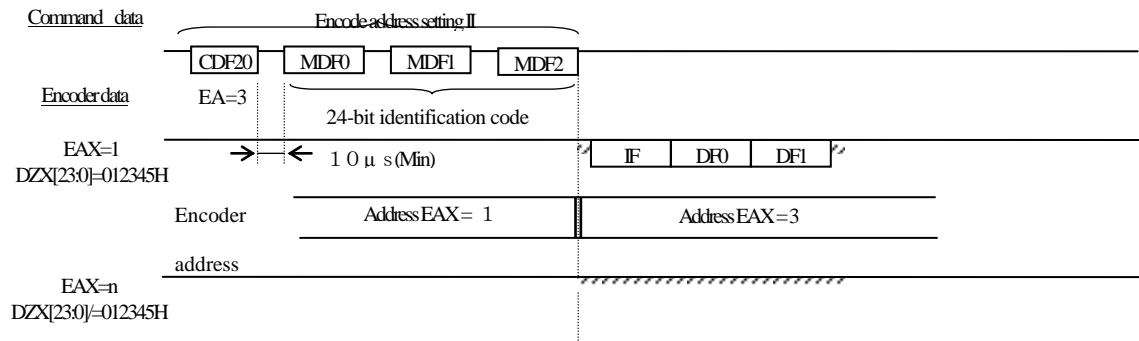 Command data
Encode address setting II
CDF20 MDF0 MDF1 MDF2
Encoder data
EA=3
24-bit identification code
EAX=1
DZX[23:0]=012345H
10μs(Min)
IF DF0 DF1
Encoder
address
Address EAX= 1
Address EAX=3
EAX=n
DZX[23:0]/=012345H